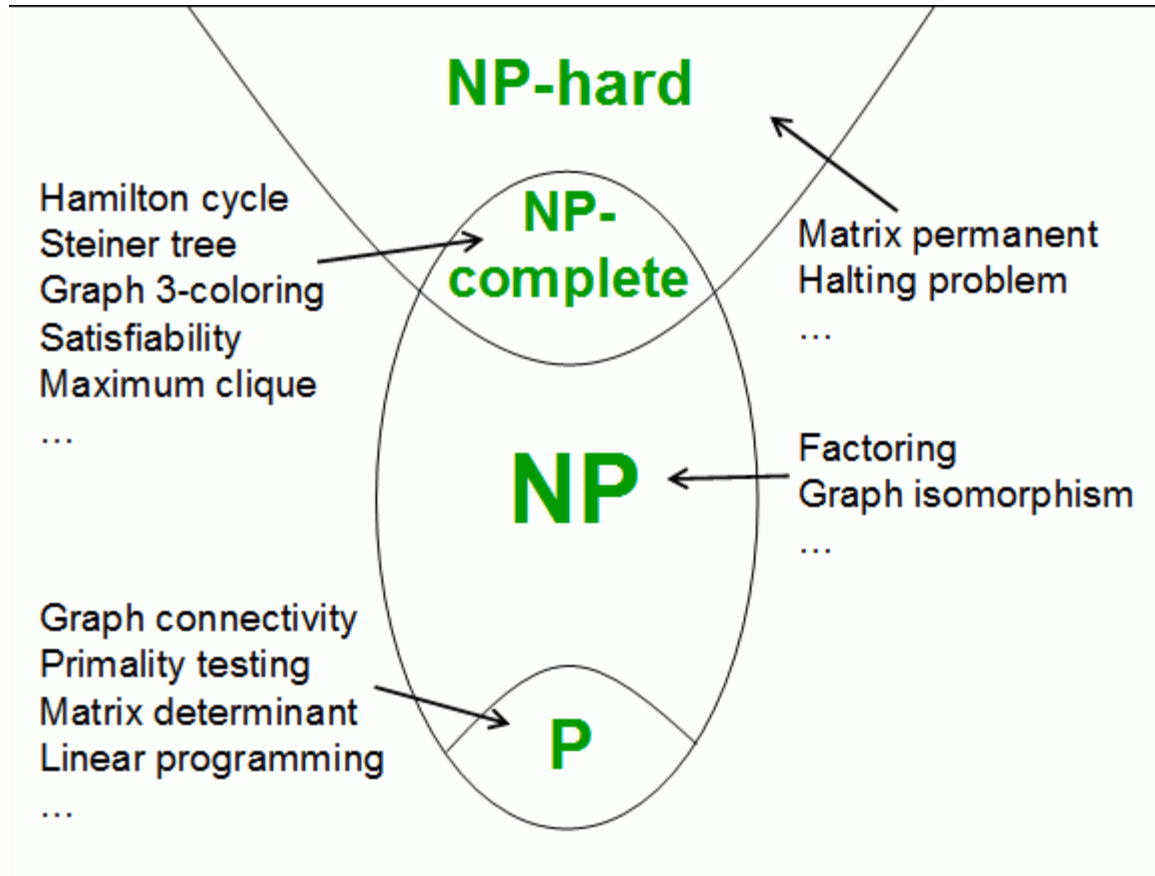 NP-hard
Hamilton cycle
Steiner tree
Graph 3-coloring
Satisfiability
Maximum clique
…
NP-
complete
Matrix permanent
Halting problem
…
NP
Factoring
Graph isomorphism
…
Graph connectivity
Primality testing
Matrix determinant
Linear programming
…
P